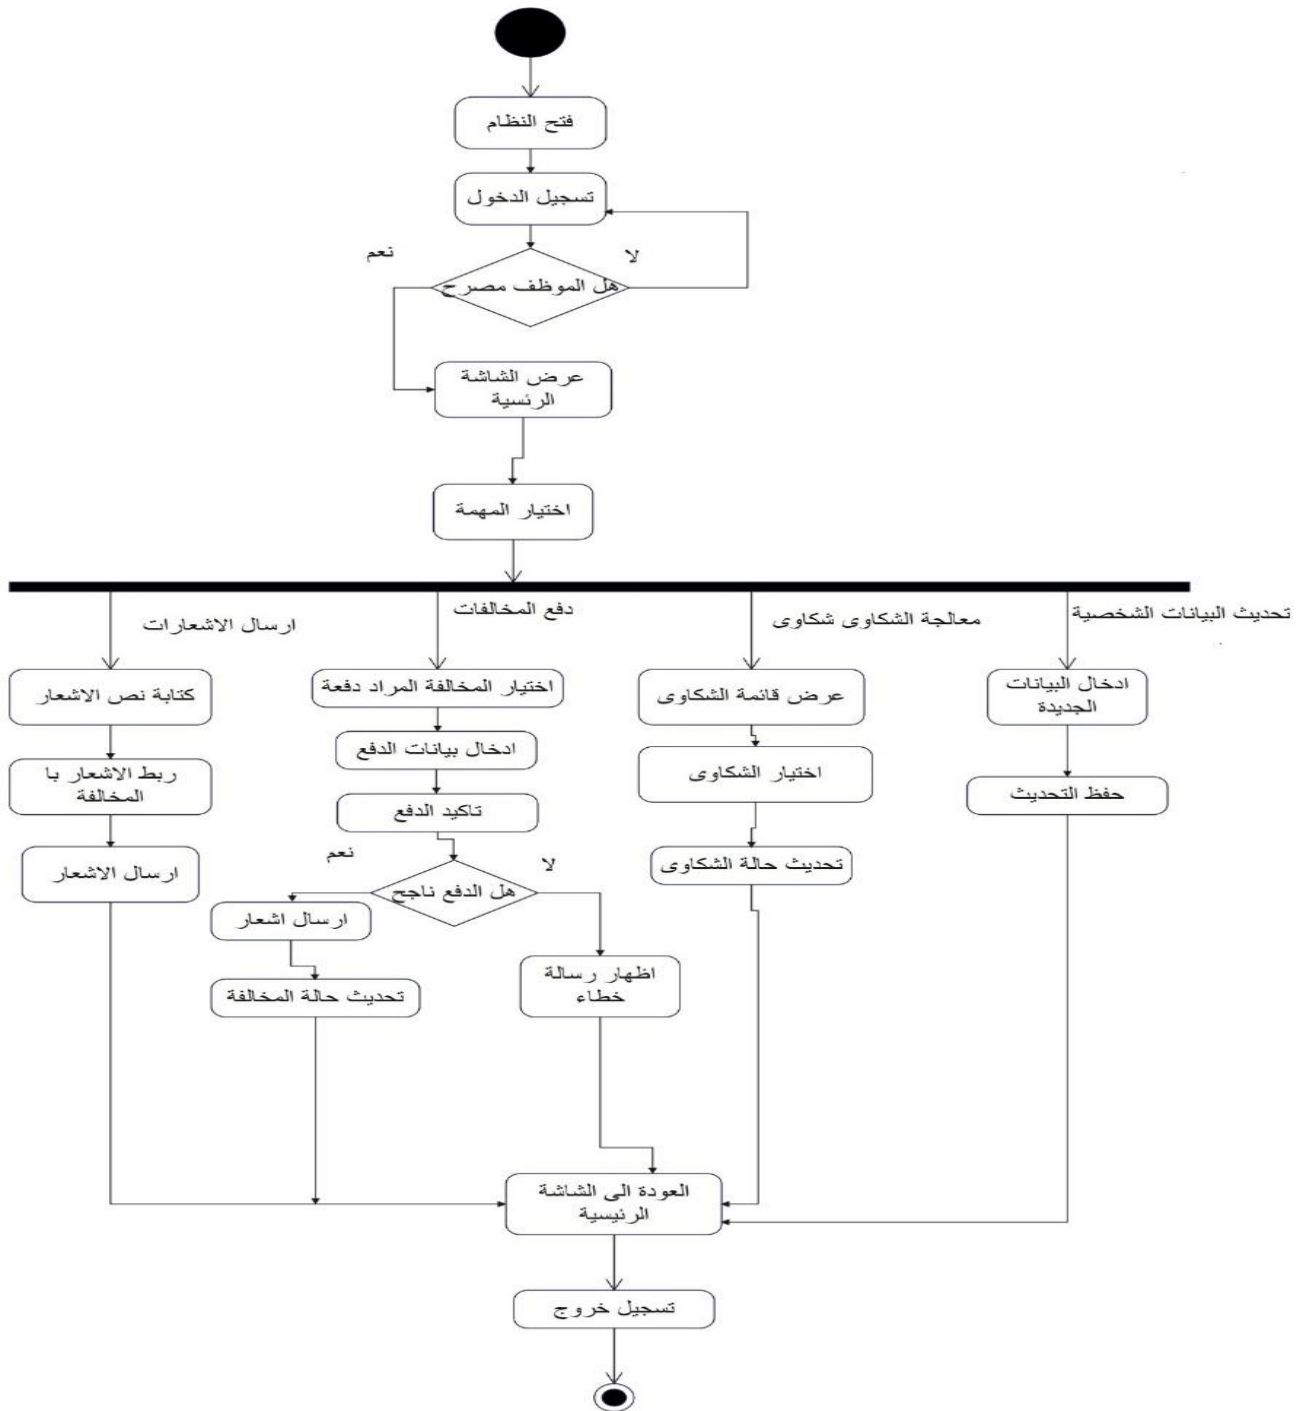 فتح النظام
تسجيل الدخول
نعم
لا
هل الموظف مصرح
عرض الشاشة
الرئسية
اختيار المهمة
تحديث البيانات الشخصية
معالجة الشكاوى شكاوى
دفع المخالفات
ارسال الاشعارات
ادخال البيانات
الجديدة
حفظ التحديث
عرض قائمة الشكاوى
اختيار الشكاوى
تحديث حالة الشكاوى
اختيار المخالفة المراد دفعة
ادخال بيانات الدفع
تاكيد الدفع
نعم
لا
هل الدفع ناجح
ارسال اشعار
تحديث حالة المخالفة
اظهار رسالة
خطاء
كتابة نص الاشعار
ربط الاشعار با
المخالفة
ارسال الاشعار
العودة الى الشاشة
الرئيسية
تسجيل خروج